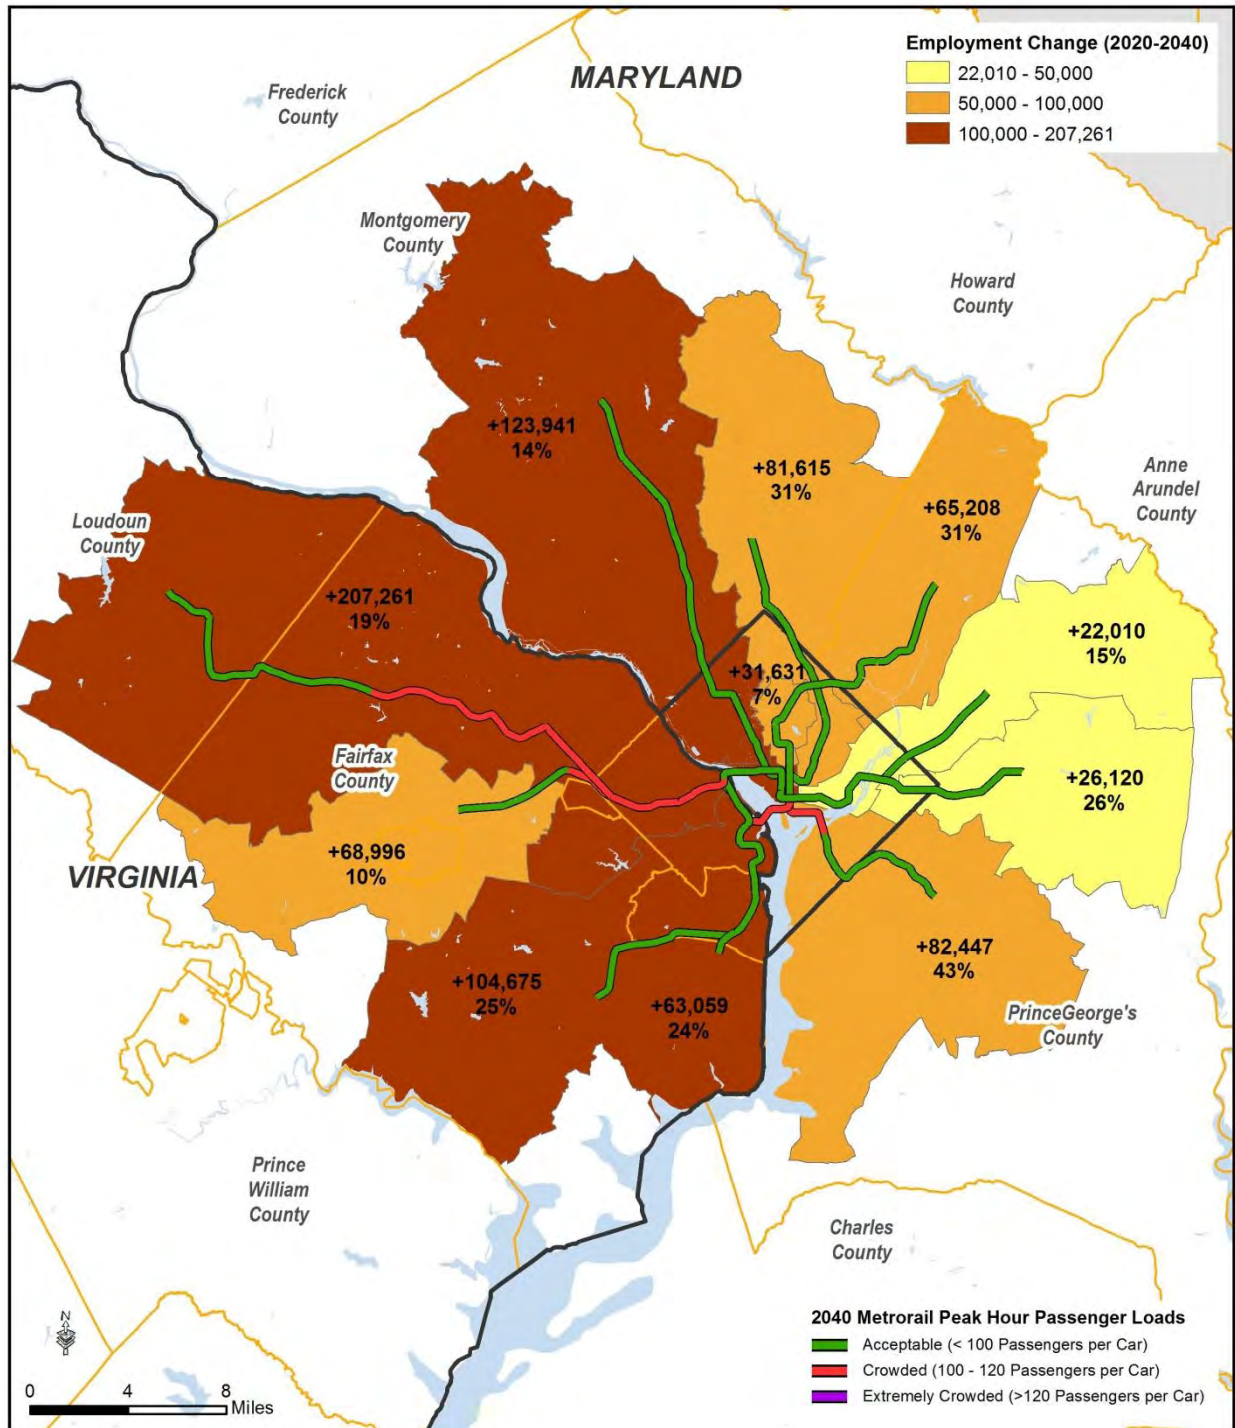 Employment Change (2020-2040)
22,010 - 50,000
50,000 - 100,000
100,000 - 207,261
MARYLAND
Frederick
County
Montgomery
County
Howard
County
Anne
Arundel
County
+123,941
14%
+81,615
31%
+65,208
31%
Loudoun
County
+207,261
19%
+22,010
15%
+31,631
7%
Fairfax
County
+26,120
26%
+68,996
10%
VIRGINIA
+82,447
43%
+104,675
25%
+63,059
24%
PrinceGeorge's
County
Prince
William
County
Charles
County
N
0 4 8
Miles
2040 Metrorail Peak Hour Passenger Loads
Acceptable (< 100 Passengers per Car)
Crowded (100 - 120 Passengers per Car)
Extremely Crowded (>120 Passengers per Car)